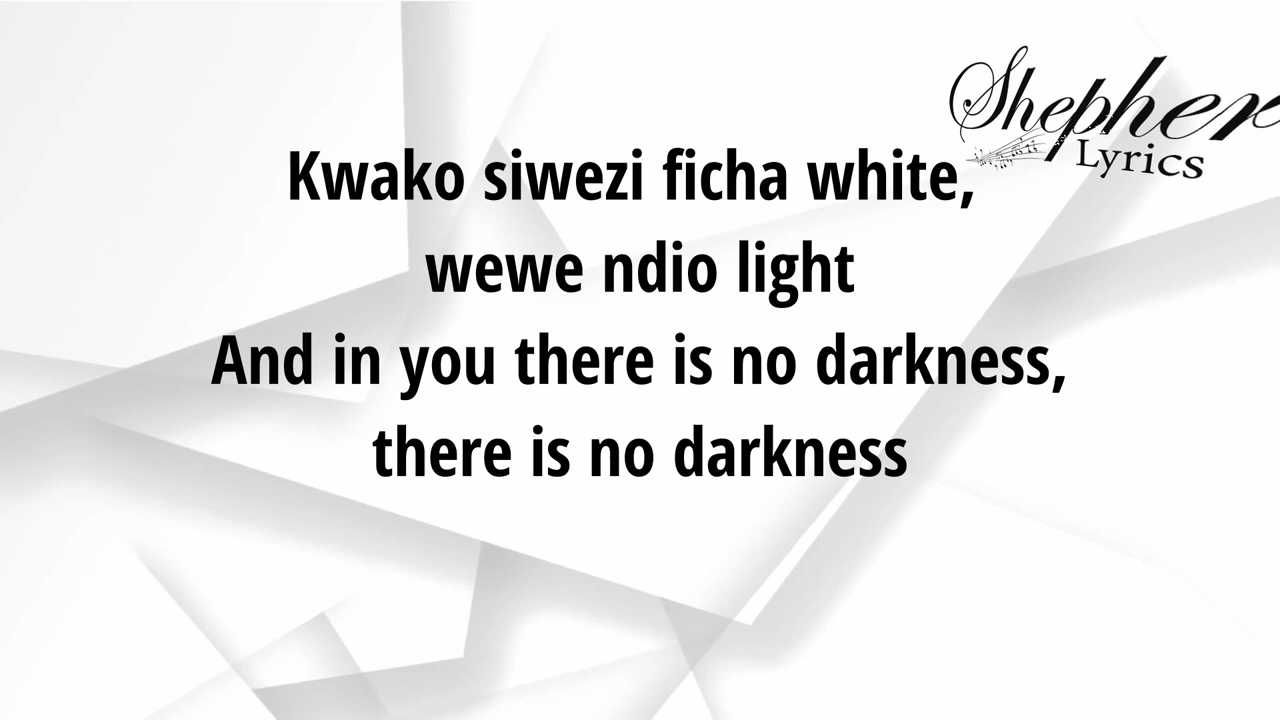 Shepher
Lyrics
Kwako siwezi ficha white,
wewe ndio light
And in you there is no darkness,
there is no darkness